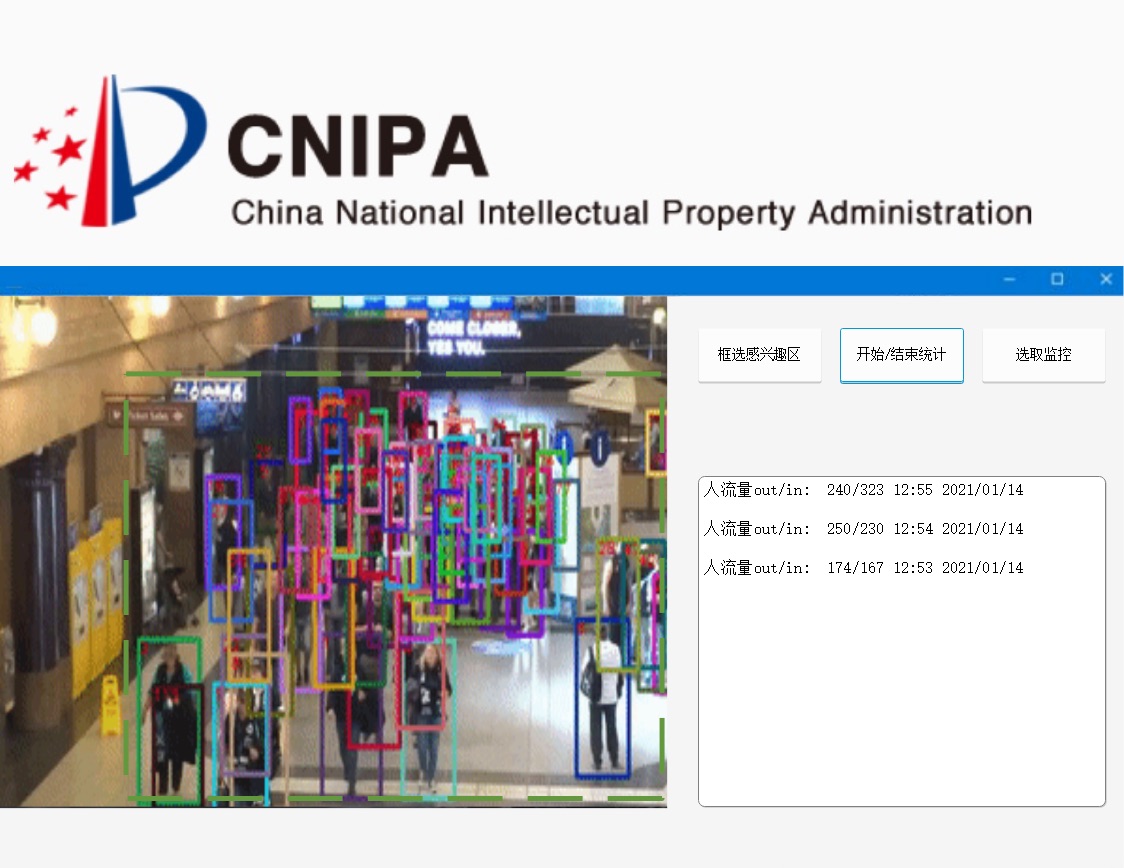 CNIPA
China National Intellectual Property Administration
COME CLOSER,
YES YOU.
Ticket Sales
框选感兴趣区
开始/结束统计
选取监控
人流量out/in: 240/323 12:55 2021/01/14
人流量out/in: 250/230 12:54 2021/01/14
人流量out/in: 174/167 12:53 2021/01/14